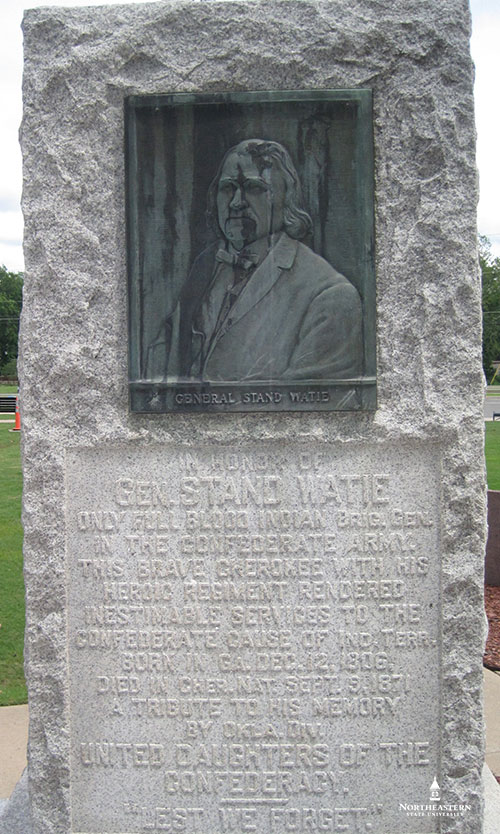 GENERAL STAND WATIE
IN HONOR OF
GEN. STAND WATIE
ONLY FULL BLOOD INDIAN BRIG. GEN.
IN THE CONFEDERATE ARMY.
THIS BRAVE CHEROKEE WITH HIS
HEROIC REGIMENT RENDERED
INESTIMABLE SERVICES TO THE
CONFEDERATE CAUSE OF IND. TERR.
BORN IN GA. DEC. 12, 1806.
DIED IN CHER. NAT. SEPT. 9, 1871
A TRIBUTE TO HIS MEMORY
BY OKLA. DIV.
UNITED DAUGHTERS OF THE
CONFEDERACY.
"LEST WE FORGET."
NORTHEASTERN
STATE UNIVERSITY